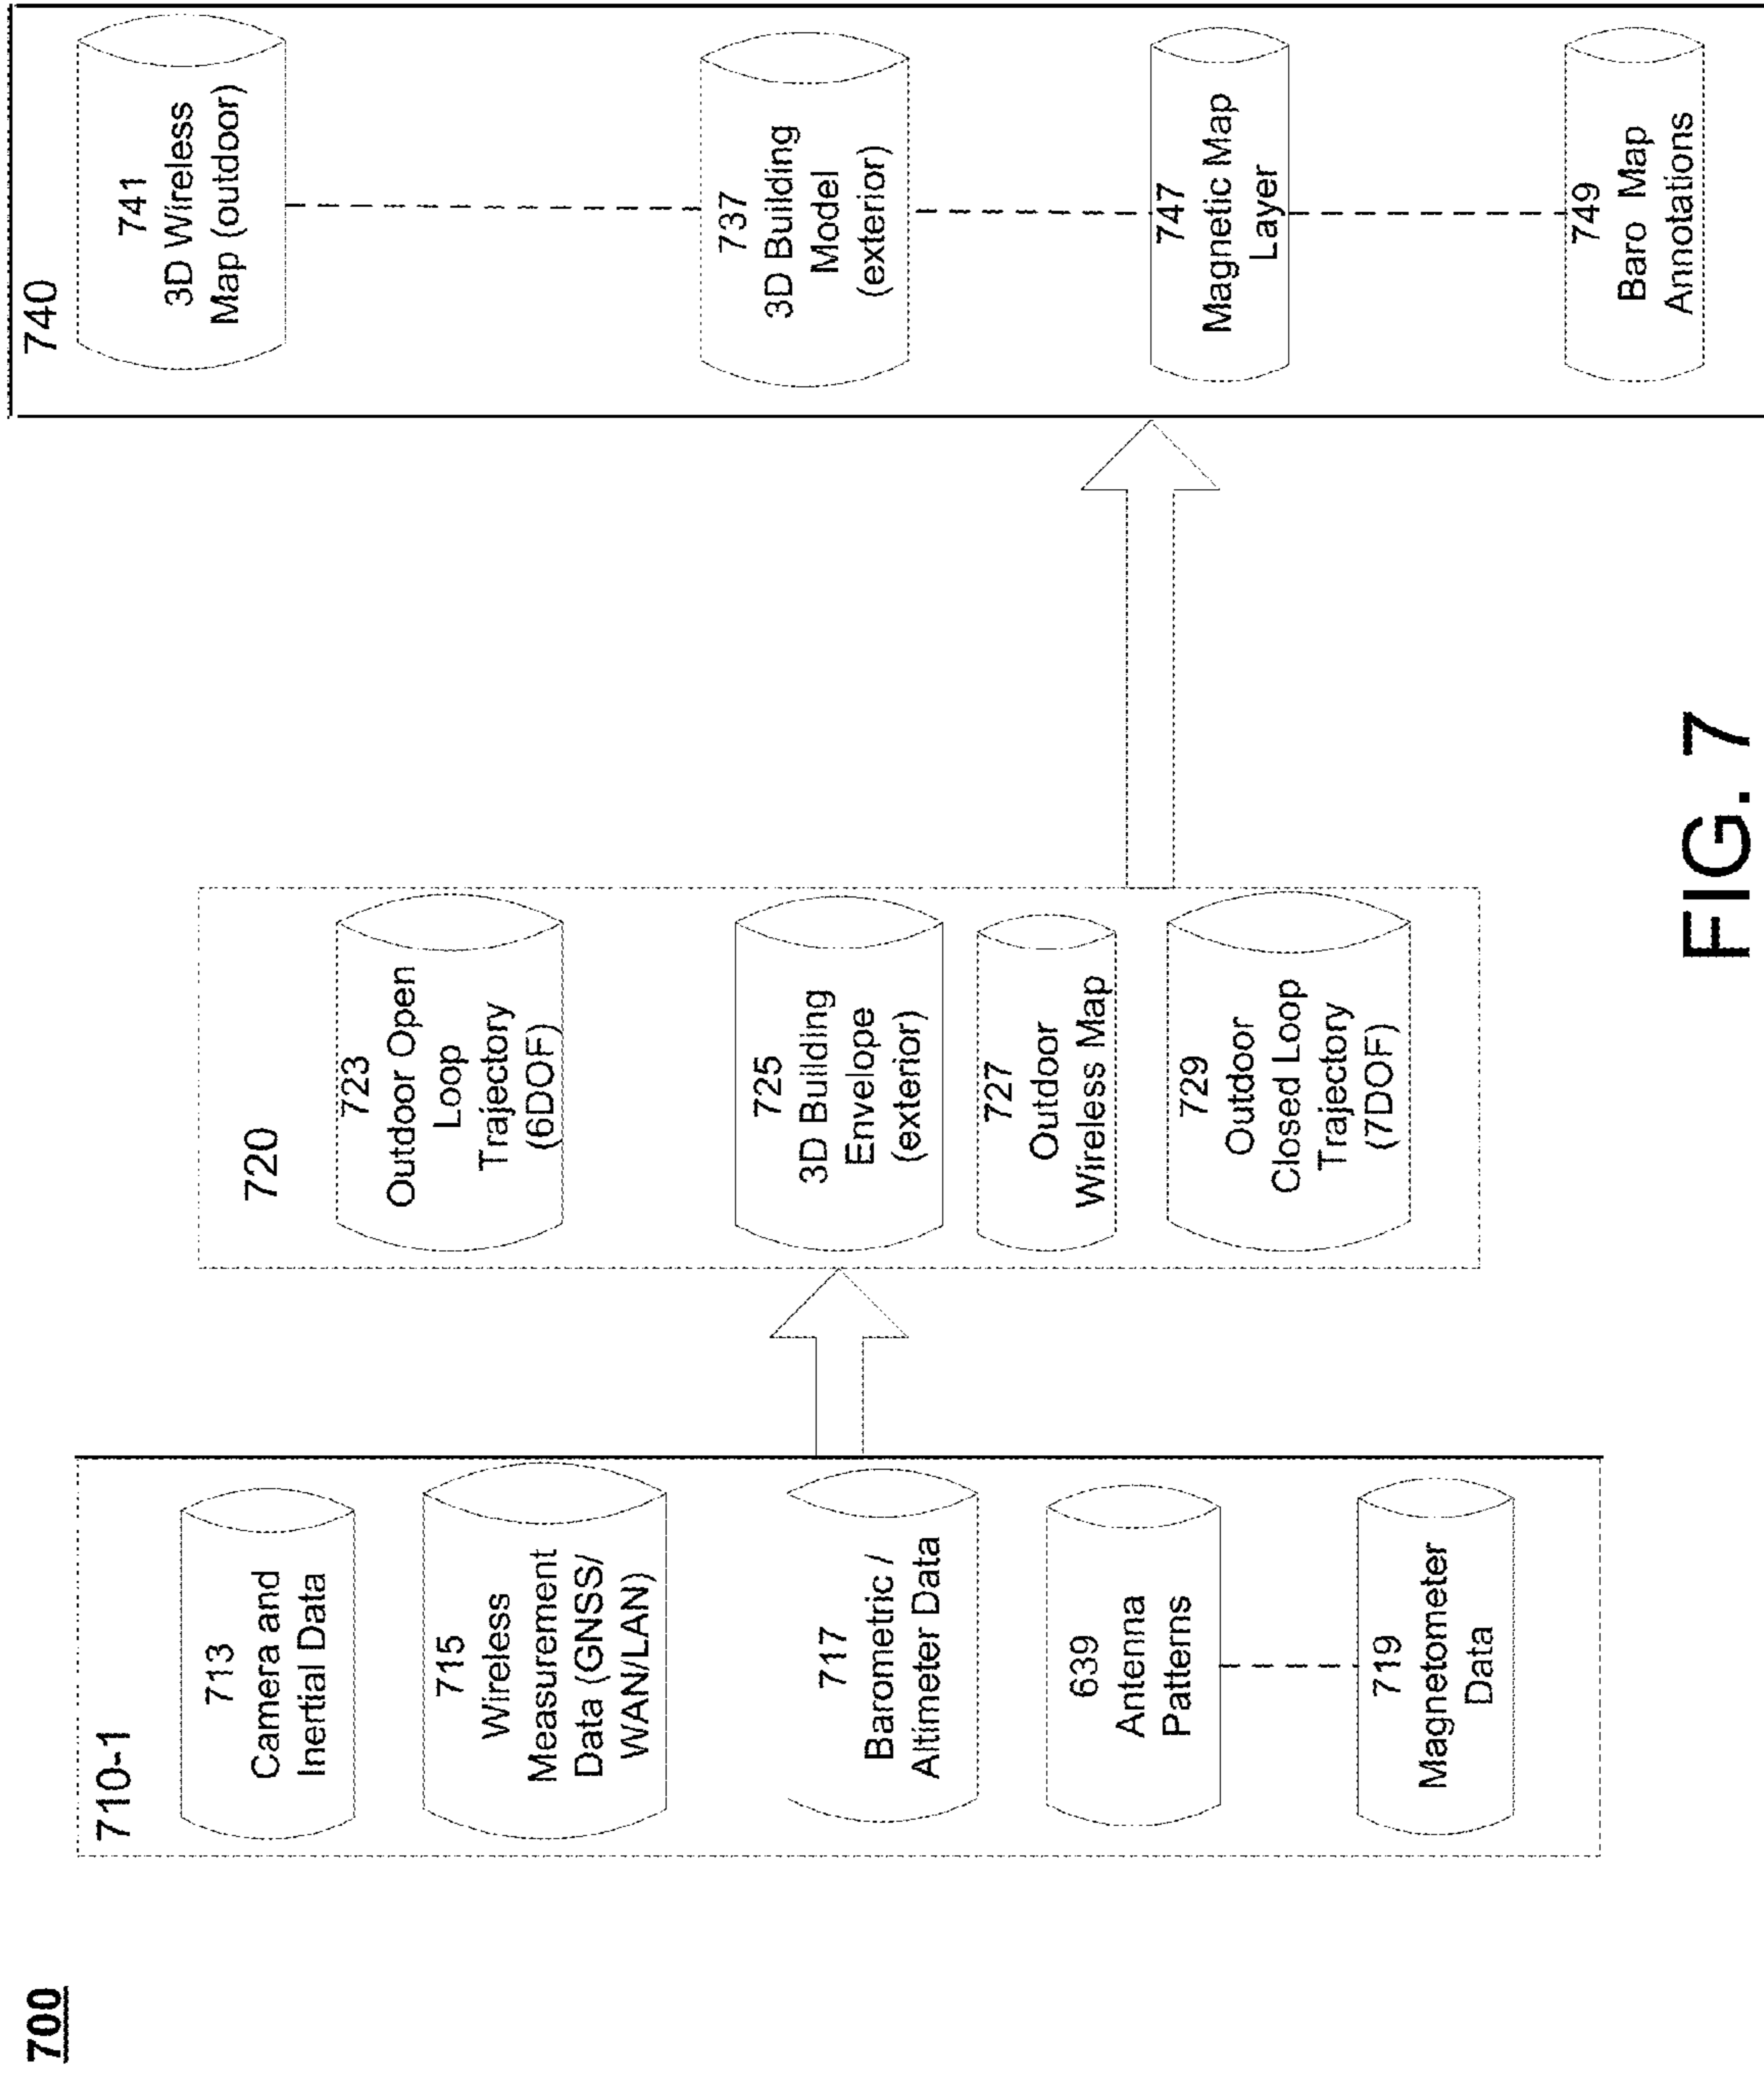 700
710-1
713
Camera and
Inertial Data
715
Wireless
Measurement
Data (GNSS/
WAN/LAN)
717
Barometric /
Altimeter Data
639
Antenna
Patterns
719
Magnetometer
Data
720
723
Outdoor Open
Loop
Trajectory
(6DOF)
725
3D Building
Envelope
(exterior)
727
Outdoor
Wireless Map
729
Outdoor
Closed Loop
Trajectory
(7DOF)
740
741
3D Wireless
Map (outdoor)
737
3D Building
Model
(exterior)
747
Magnetic Map
Layer
749
Baro Map
Annotations
FIG. 7